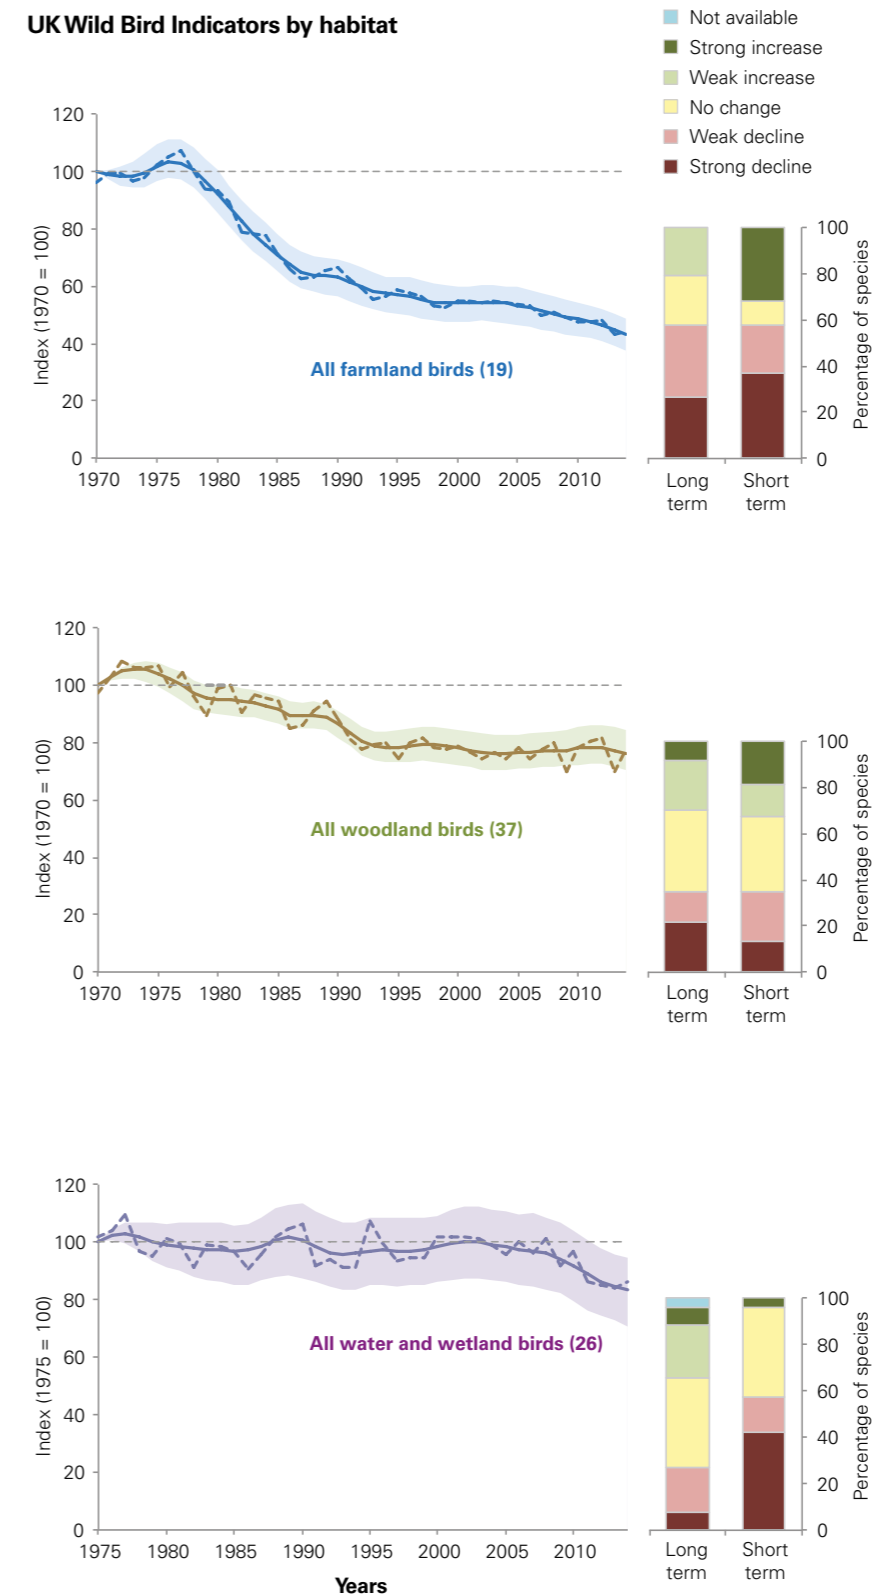 UK Wild Bird Indicators by habitat
Not available
Strong increase
Weak increase
No change
Weak decline
Strong decline
Index (1970 = 100)
120
100
80
60
40
20
0
All farmland birds (19)
1970 1975 1980 1985 1990 1995 2000 2005 2010
100
80
60
40
20
0
Percentage of species
Long term
Short term
Index (1970 = 100)
120
100
80
60
40
20
0
All woodland birds (37)
1970 1975 1980 1985 1990 1995 2000 2005 2010
100
80
60
40
20
0
Percentage of species
Long term
Short term
Index (1975 = 100)
120
100
80
60
40
20
0
All water and wetland birds (26)
1975 1980 1985 1990 1995 2000 2005 2010
Years
100
80
60
40
20
0
Percentage of species
Long term
Short term